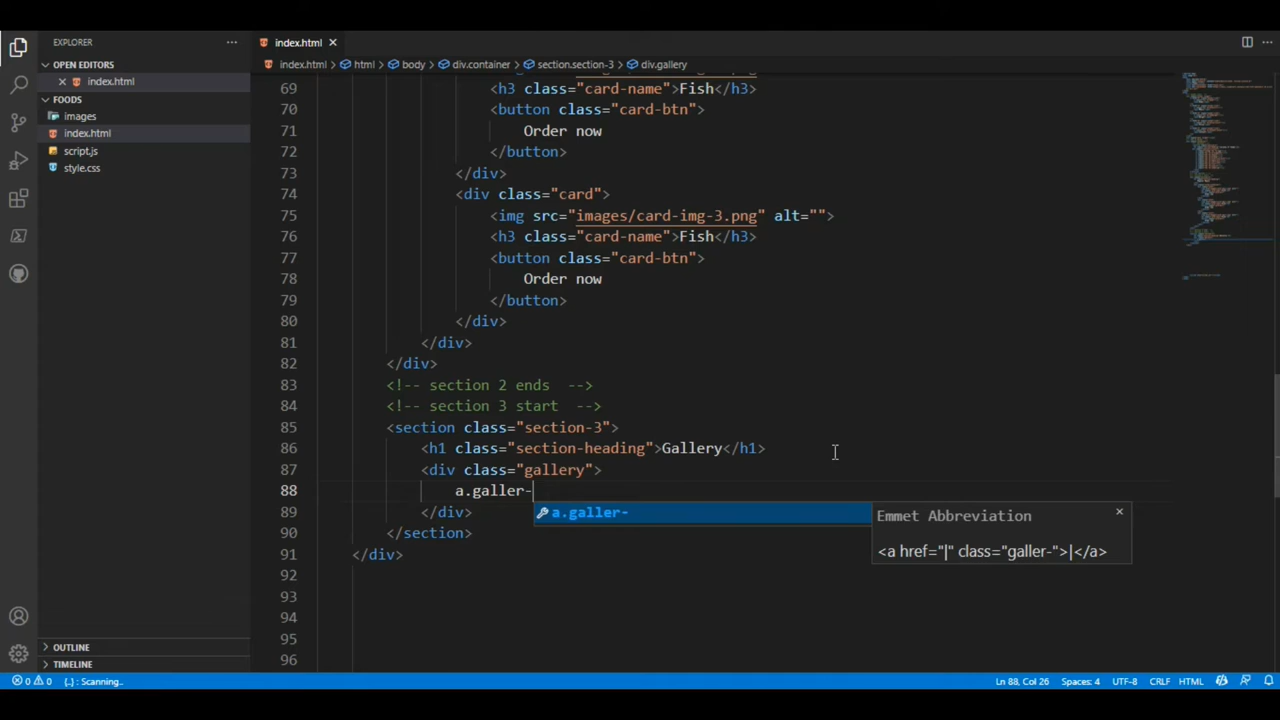 EXPLORER
···
index.html
OPEN EDITORS
index.html
index.html
html
body
div.container
section.section-3
div.gallery
FOODS
images
index.html
script.js
style.css
69 <h3 class="card-name">Fish</h3>
70 <button class="card-btn">
71 Order now
72 </button>
73 </div>
74 <div class="card">
75 <img src="images/card-img-3.png" alt="">
76 <h3 class="card-name">Fish</h3>
77 <button class="card-btn">
78 Order now
79 </button>
80 </div>
81 </div>
82 </div>
83 <!-- section 2 ends -->
84 <!-- section 3 start -->
85 <section class="section-3">
86 <h1 class="section-heading">Gallery</h1>
87 <div class="gallery">
88 a.galler-
89 </div>
90 </section>
91 </div>
92
93
94
95
96
a.galler-
Emmet Abbreviation
<a href="|" class="galler-">|</a>
OUTLINE
TIMELINE
0 0 {..} : Scanning.. Ln 88, Col 26 Spaces: 4 UTF-8 CRLF HTML